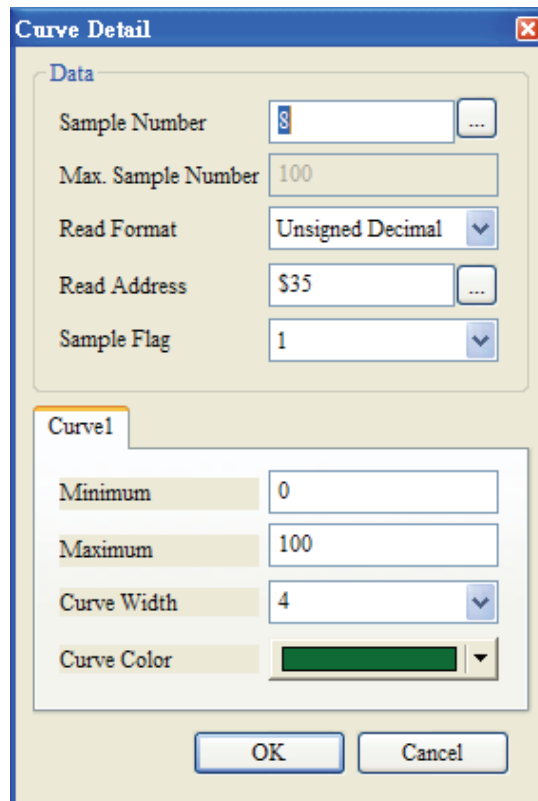 Curve Detail
Data
Sample Number 8 ...
Max. Sample Number 100
Read Format Unsigned Decimal
Read Address $35 ...
Sample Flag 1
Curve1
Minimum 0
Maximum 100
Curve Width 4
Curve Color
OK Cancel